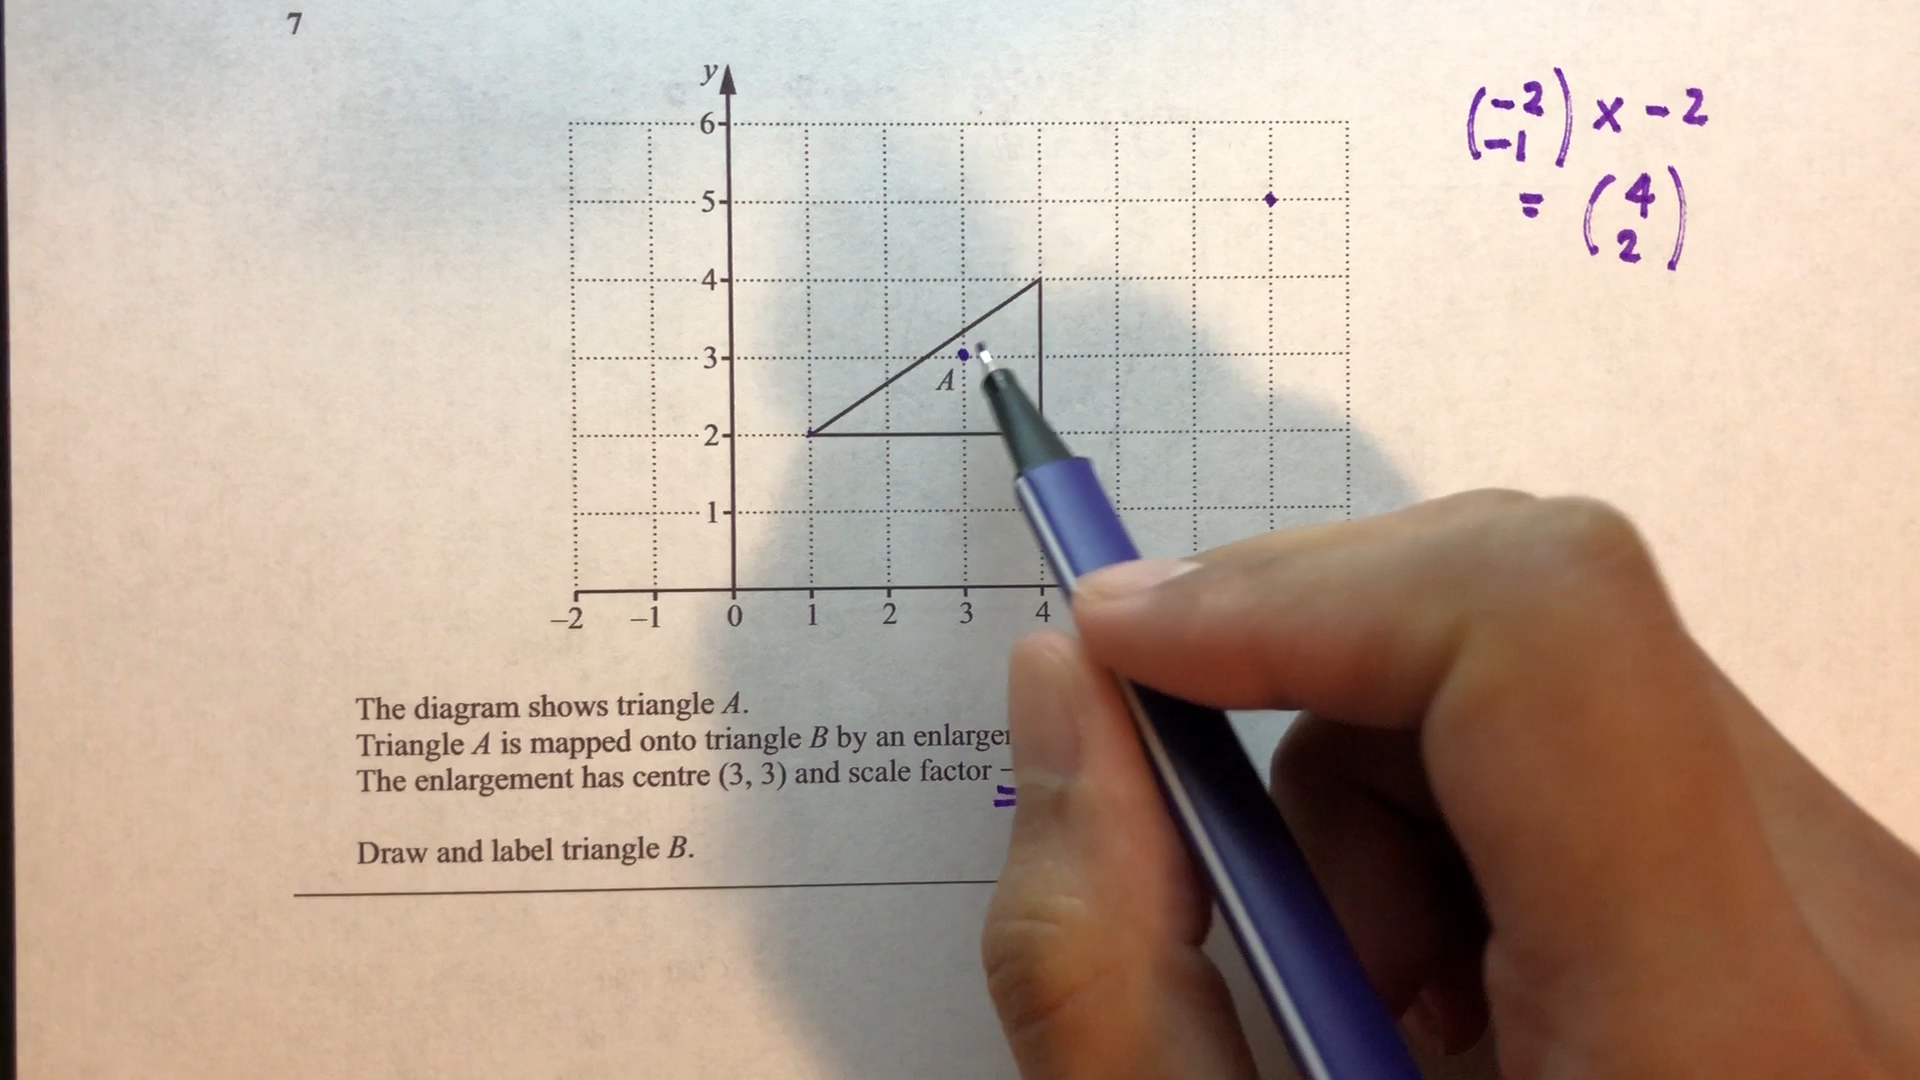 7
y
6
5
4
3
A
2
1
–2 –1 0 1 2 3 4
(-2 -1) x -2
= (4 2)
The diagram shows triangle A.
Triangle A is mapped onto triangle B by an
The enlargement has centre (3, 3) and scale factor –
Draw and label triangle B.